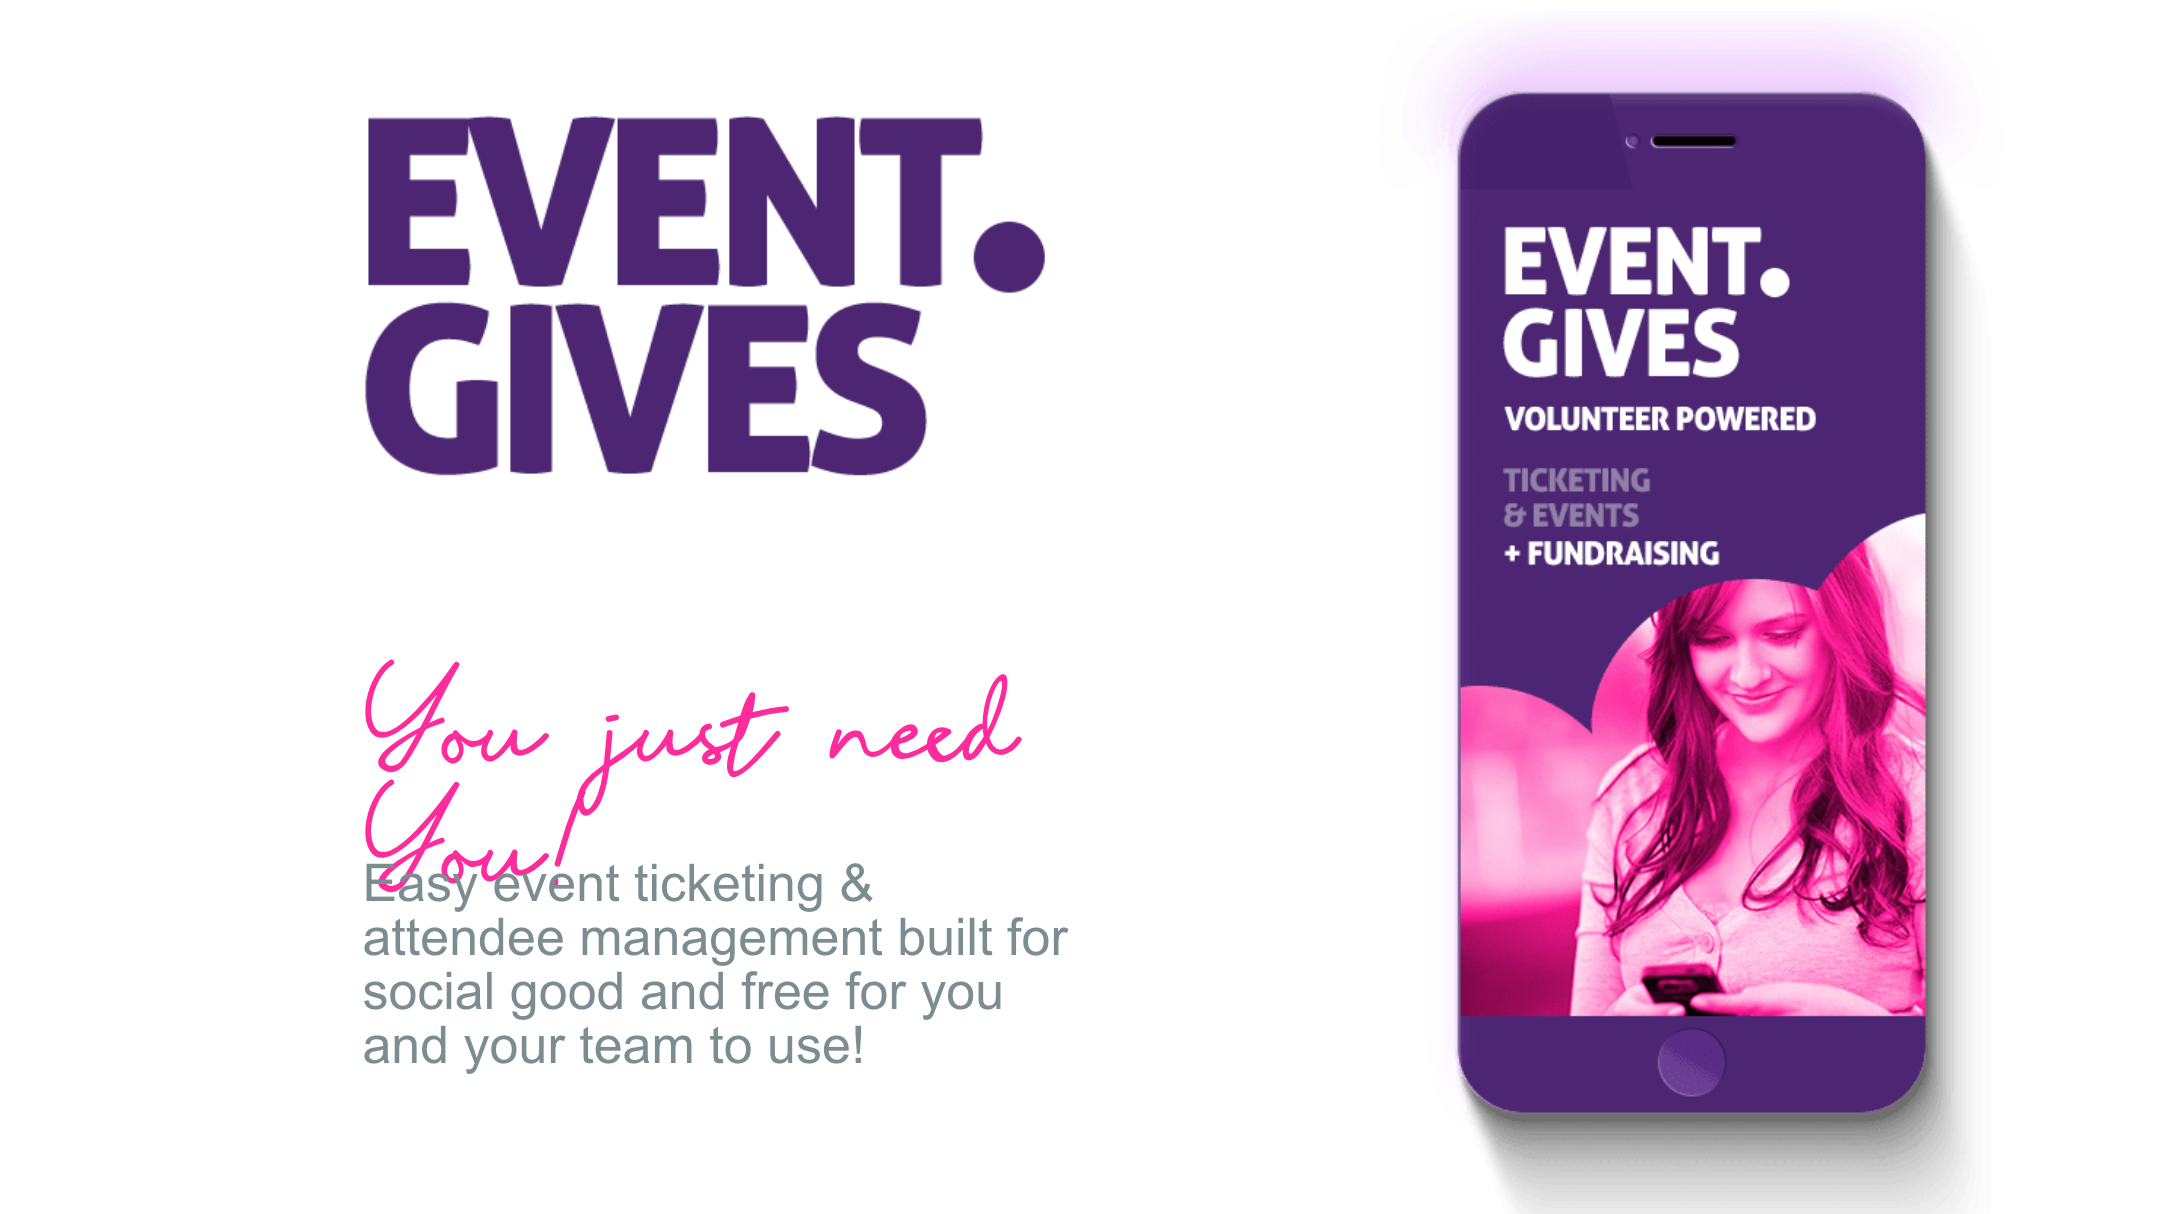 EVENT.
GIVES
You just need
You!
Easy event ticketing &
attendee management built for
social good and free for you
and your team to use!
EVENT.
GIVES
VOLUNTEER POWERED
TICKETING
& EVENTS
+ FUNDRAISING